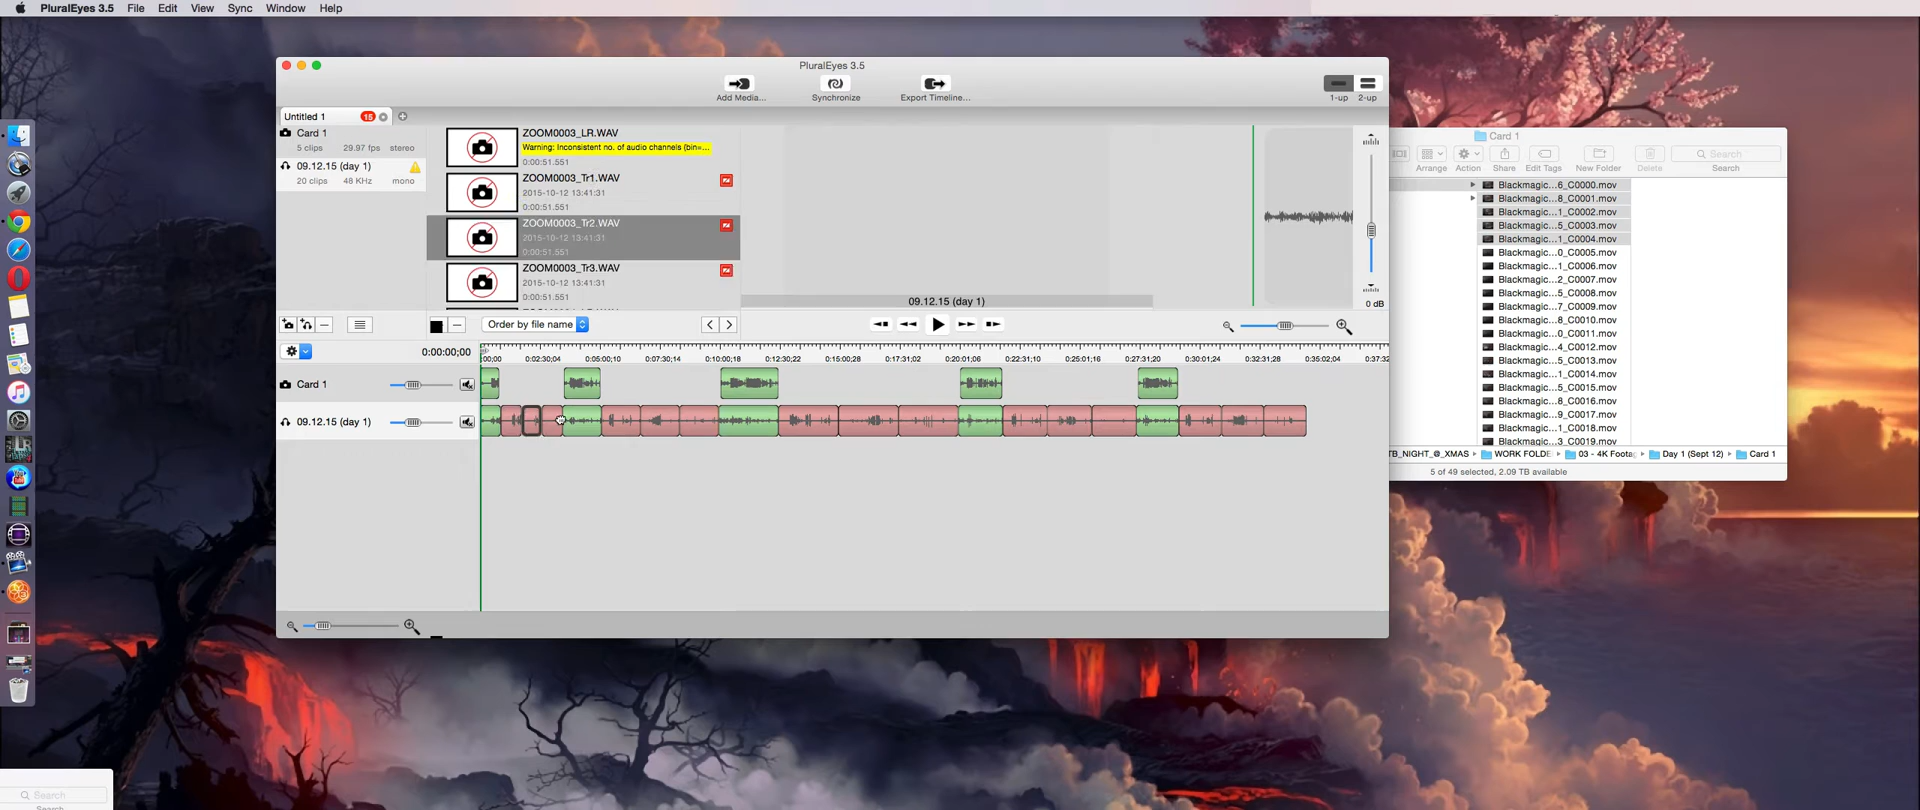 PluralEyes 3.5 File Edit View Sync Window Help
PluralEyes 3.5
Add Media... Synchronize Export Timeline...
1-up 2-up
Untitled 1 15
Card 1
5 clips 29.97 fps stereo
09.12.15 (day 1)
20 clips 48 KHz mono
ZOOM0003_LR.WAV
Warning: Inconsistent no. of audio channels (bin=...
0:00:51.551
ZOOM0003_Tr1.WAV
2015-10-12 13:41:31
0:00:51.551
ZOOM0003_Tr2.WAV
2015-10-12 13:41:31
0:00:51.551
ZOOM0003_Tr3.WAV
2015-10-12 13:41:31
0:00:51.551
09.12.15 (day 1)
0 dB
Order by file name
0:00:00;00
:00;00 0:02:30;04 0:05:00;10 0:07:30;14 0:10:00;18 0:12:30;22 0:15:00;28 0:17:31;02 0:20:01;06 0:22:31;10 0:25:01;16 0:27:31;20 0:30:01;24 0:32:31;28 0:35:02;04 0:37:32
Card 1
09.12.15 (day 1)
Card 1
Arrange Action Share Edit Tags New Folder Delete Search
Search
Blackmagic...6_C0000.mov
Blackmagic...8_C0001.mov
Blackmagic...1_C0002.mov
Blackmagic...5_C0003.mov
Blackmagic...1_C0004.mov
Blackmagic...0_C0005.mov
Blackmagic...1_C0006.mov
Blackmagic...2_C0007.mov
Blackmagic...5_C0008.mov
Blackmagic...7_C0009.mov
Blackmagic...8_C0010.mov
Blackmagic...0_C0011.mov
Blackmagic...4_C0012.mov
Blackmagic...5_C0013.mov
Blackmagic...1_C0014.mov
Blackmagic...5_C0015.mov
Blackmagic...8_C0016.mov
Blackmagic...9_C0017.mov
Blackmagic...1_C0018.mov
Blackmagic...3_C0019.mov
TB_NIGHT_@_XMAS WORK FOLDE 03 - 4K Foota Day 1 (Sept 12) Card 1
5 of 49 selected, 2.09 TB available
Search
Search